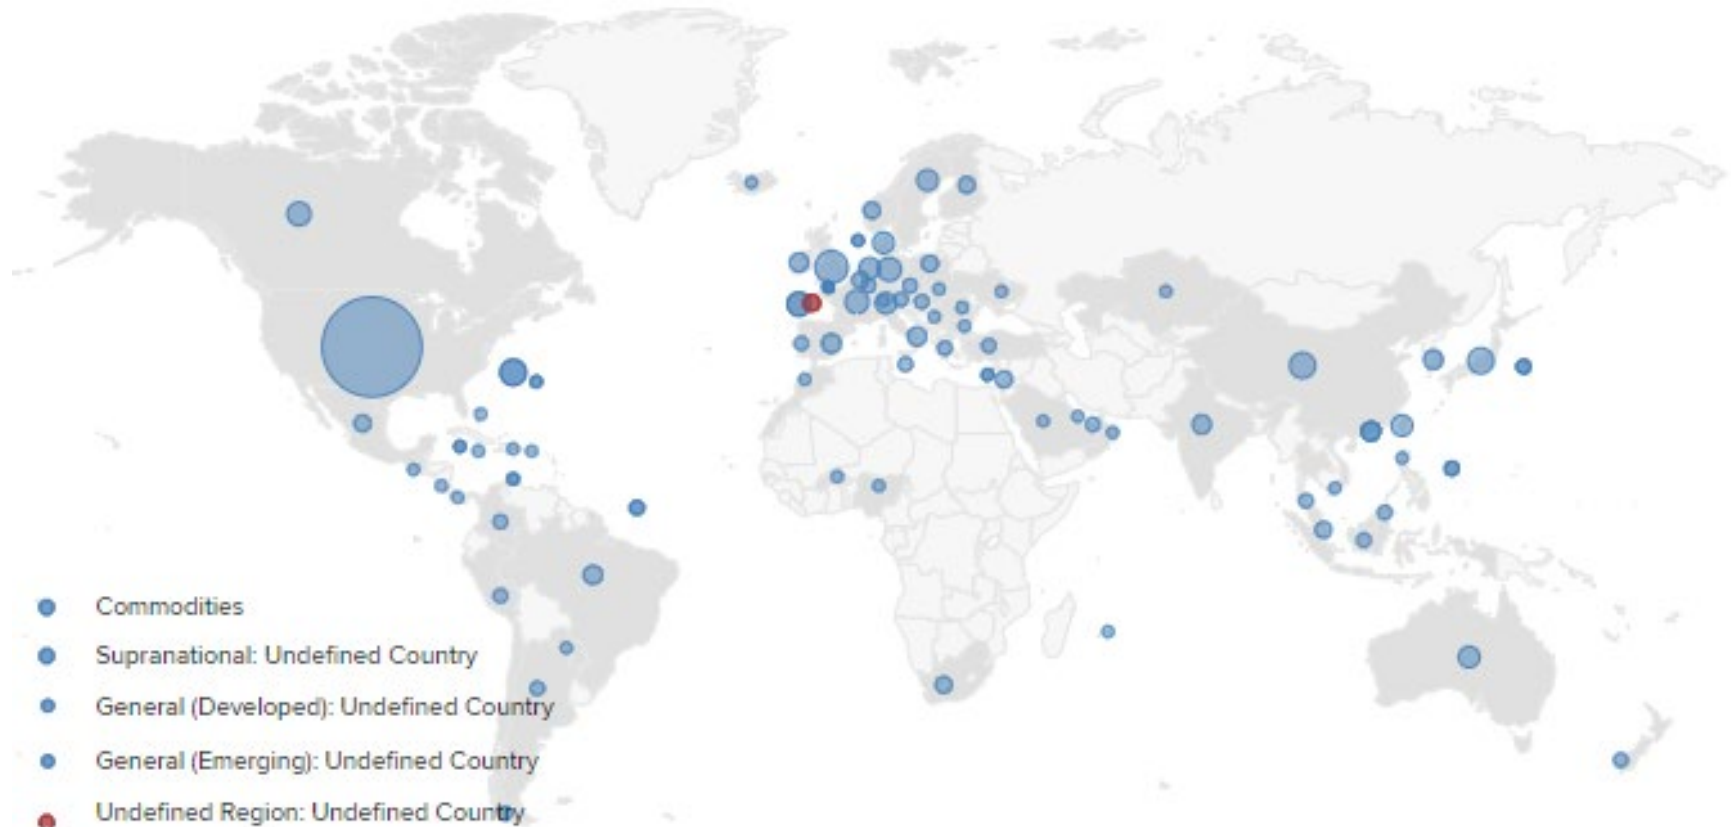 Commodities
Supranational: Undefined Country
General (Developed): Undefined Country
General (Emerging): Undefined Country
Undefined Region: Undefined Country